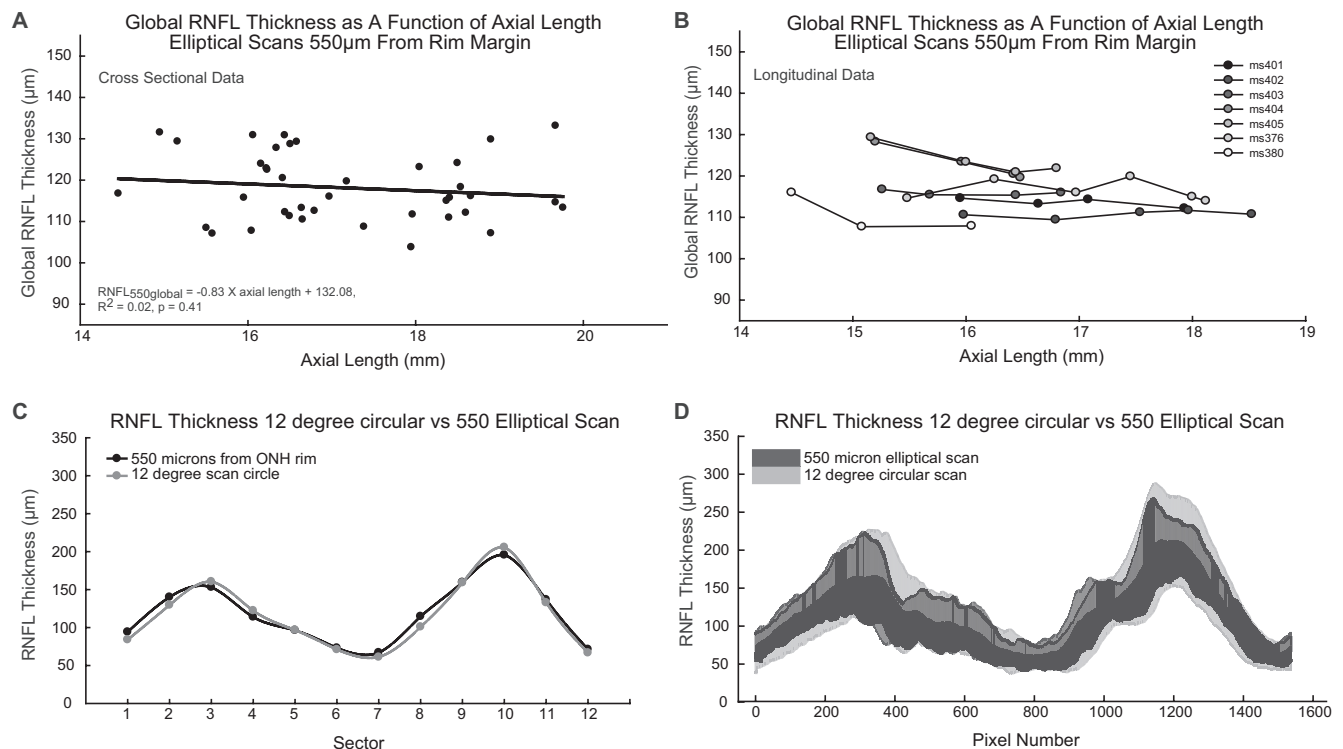 A
Global RNFL Thickness as A Function of Axial Length
Elliptical Scans 550µm From Rim Margin
Cross Sectional Data
Global RNFL Thickness (µm)
150
140
130
120
110
100
90
RNFL550global = -0.83 X axial length + 132.08,
R2 = 0.02, p = 0.41
14 16 18 20
Axial Length (mm)
B
Global RNFL Thickness as A Function of Axial Length
Elliptical Scans 550µm From Rim Margin
Longitudinal Data
ms401
ms402
ms403
ms404
ms405
ms376
ms380
Global RNFL Thickness (µm)
150
140
130
120
110
100
90
14 15 16 17 18 19
Axial Length (mm)
C
RNFL Thickness 12 degree circular vs 550 Elliptical Scan
550 microns from ONH rim
12 degree scan circle
RNFL Thickness (µm)
350
300
250
200
150
100
50
0
1 2 3 4 5 6 7 8 9 10 11 12
Sector
D
RNFL Thickness 12 degree circular vs 550 Elliptical Scan
550 micron elliptical scan
12 degree circular scan
RNFL Thickness (µm)
350
300
250
200
150
100
50
0
0 200 400 600 800 1000 1200 1400 1600
Pixel Number